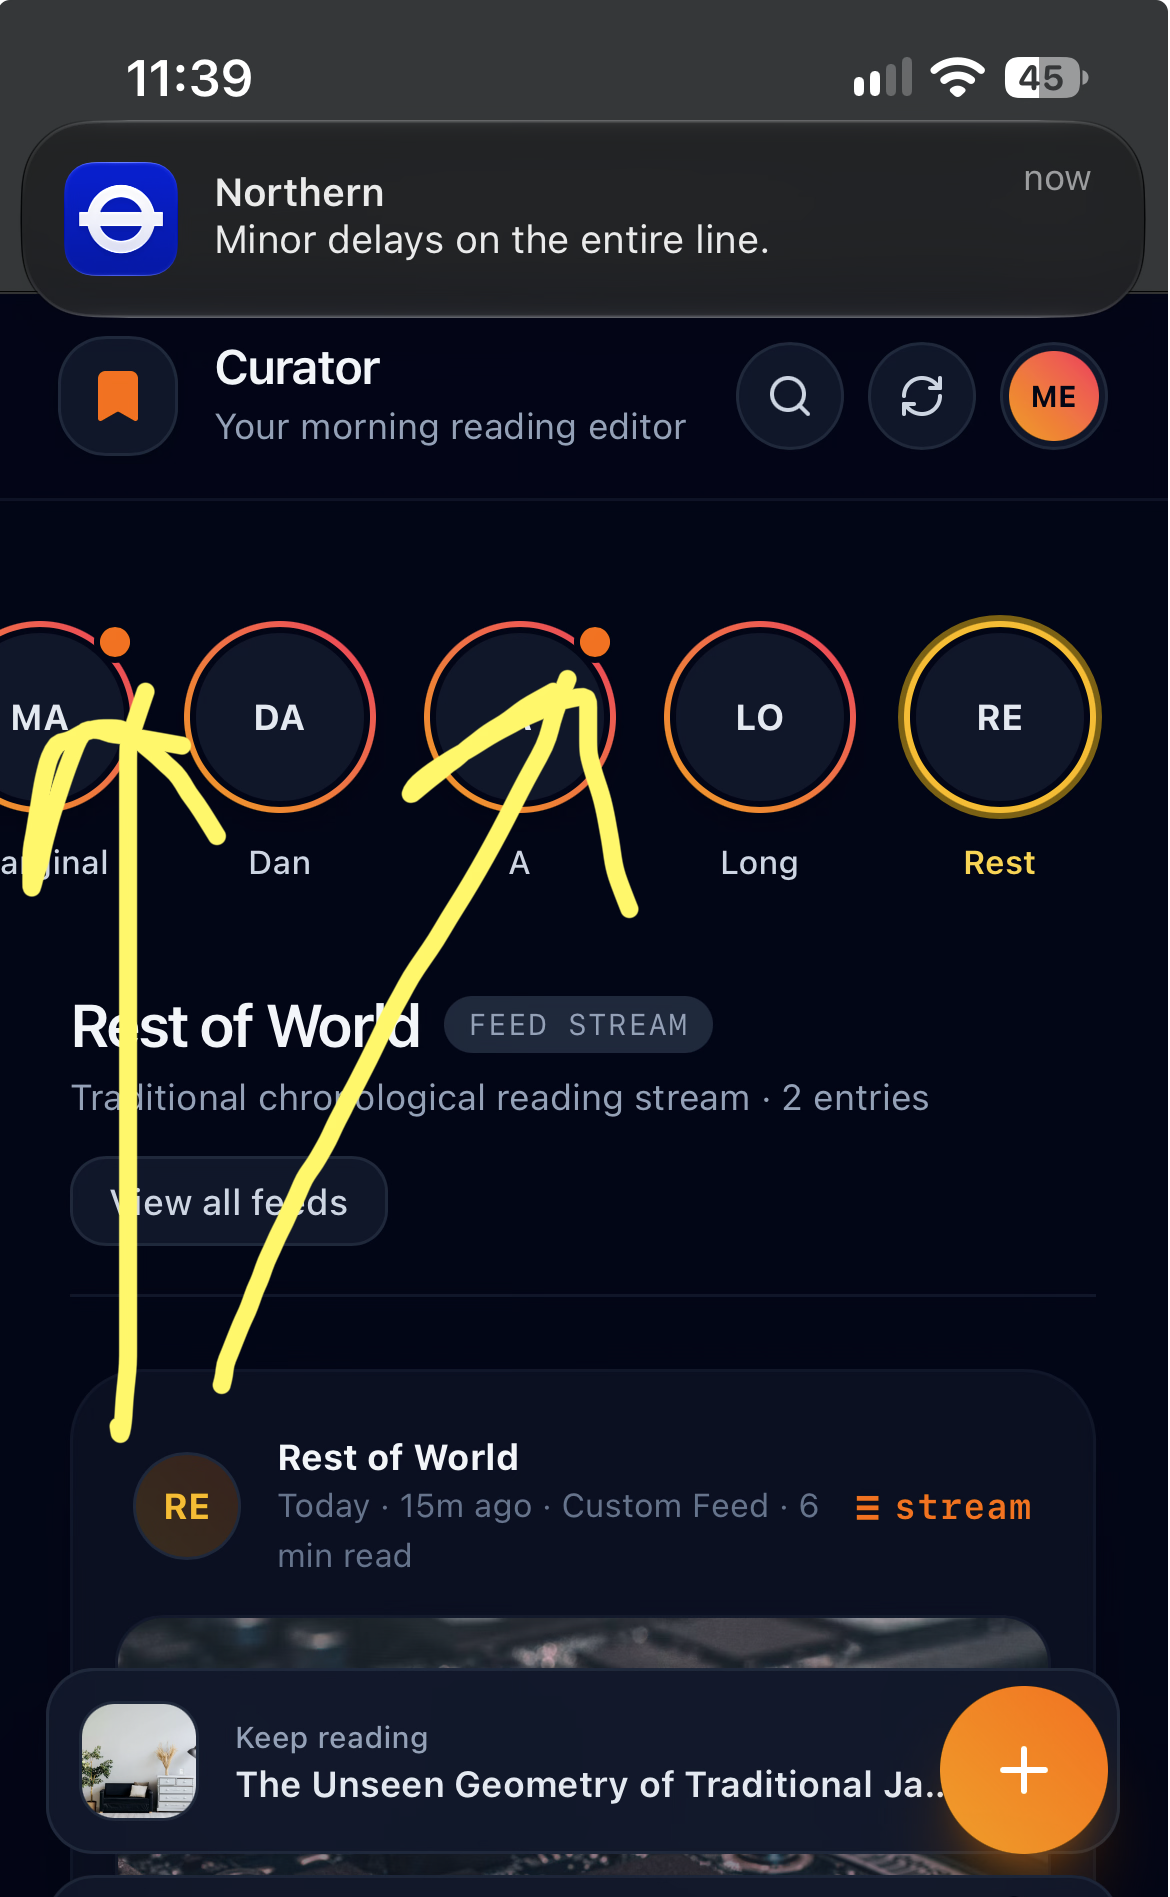 11:39
45
Northern
now
Minor delays on the entire line.
Curator
Your morning reading editor
ME
MA
DA
LO
RE
Dan
A
Long
Rest
Rest of World
FEED STREAM
Traditional chronological reading stream · 2 entries
View all feeds
RE
Rest of World
Today · 15m ago · Custom Feed · 6
min read
stream
Keep reading
The Unseen Geometry of Traditional Ja..